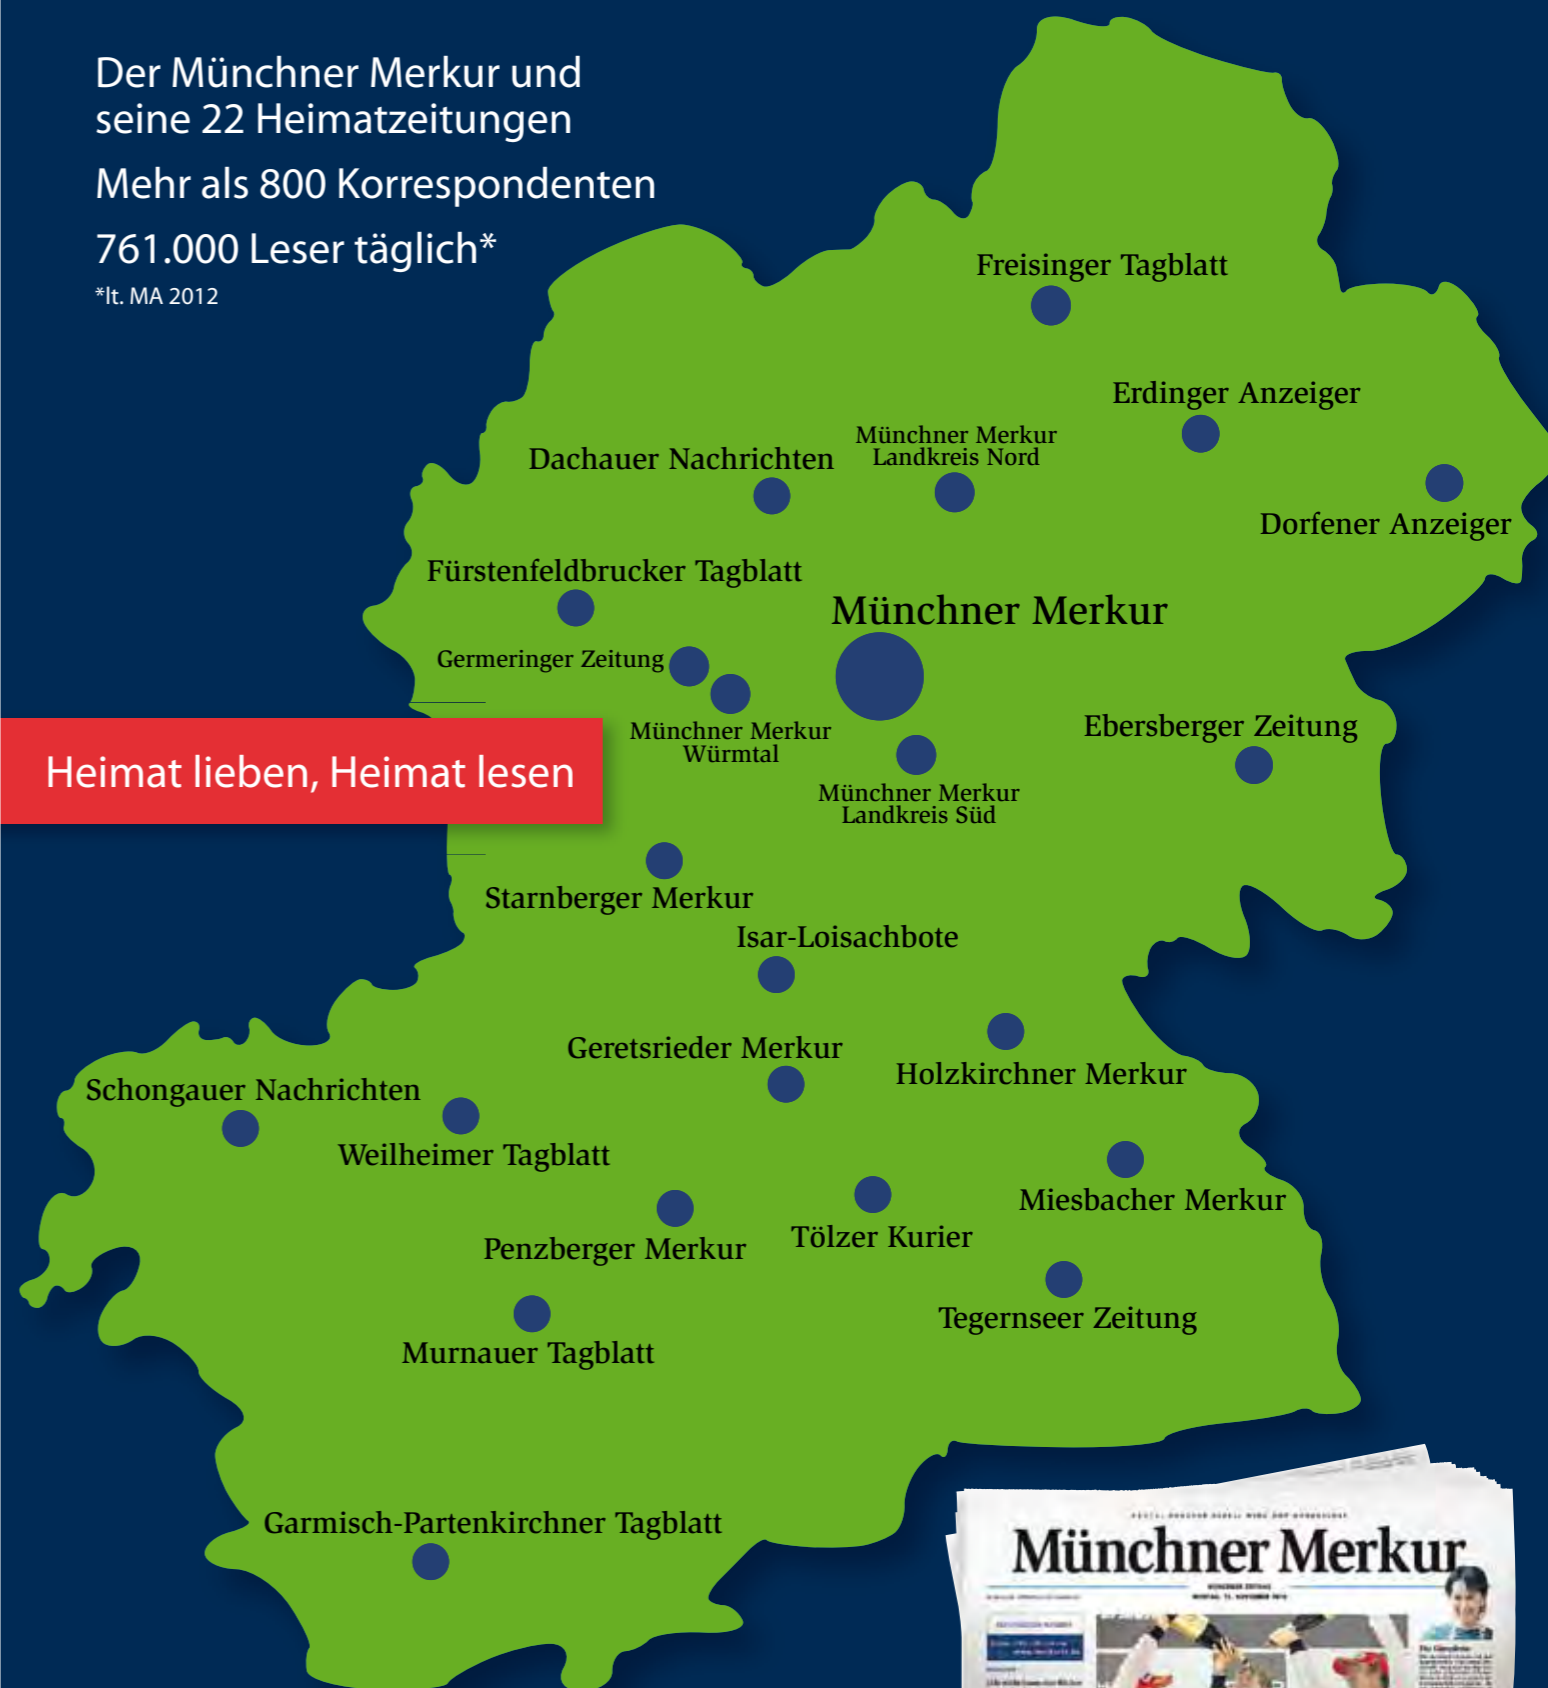 Der Münchner Merkur und
seine 22 Heimatzeitungen
Mehr als 800 Korrespondenten
761.000 Leser täglich*
*lt. MA 2012
Freisinger Tagblatt
Erdinger Anzeiger
Münchner Merkur
Landkreis Nord
Dachauer Nachrichten
Dorfener Anzeiger
Fürstenfeldbrucker Tagblatt
Münchner Merkur
Germeringer Zeitung
Münchner Merkur
Würmtal
Ebersberger Zeitung
Heimat lieben, Heimat lesen
Münchner Merkur
Landkreis Süd
Starnberger Merkur
Isar-Loisachbote
Geretsrieder Merkur
Holzkirchner Merkur
Schongauer Nachrichten
Weilheimer Tagblatt
Miesbacher Merkur
Penzberger Merkur
Tölzer Kurier
Tegernseer Zeitung
Murnauer Tagblatt
Garmisch-Partenkirchner Tagblatt
Münchner Merkur